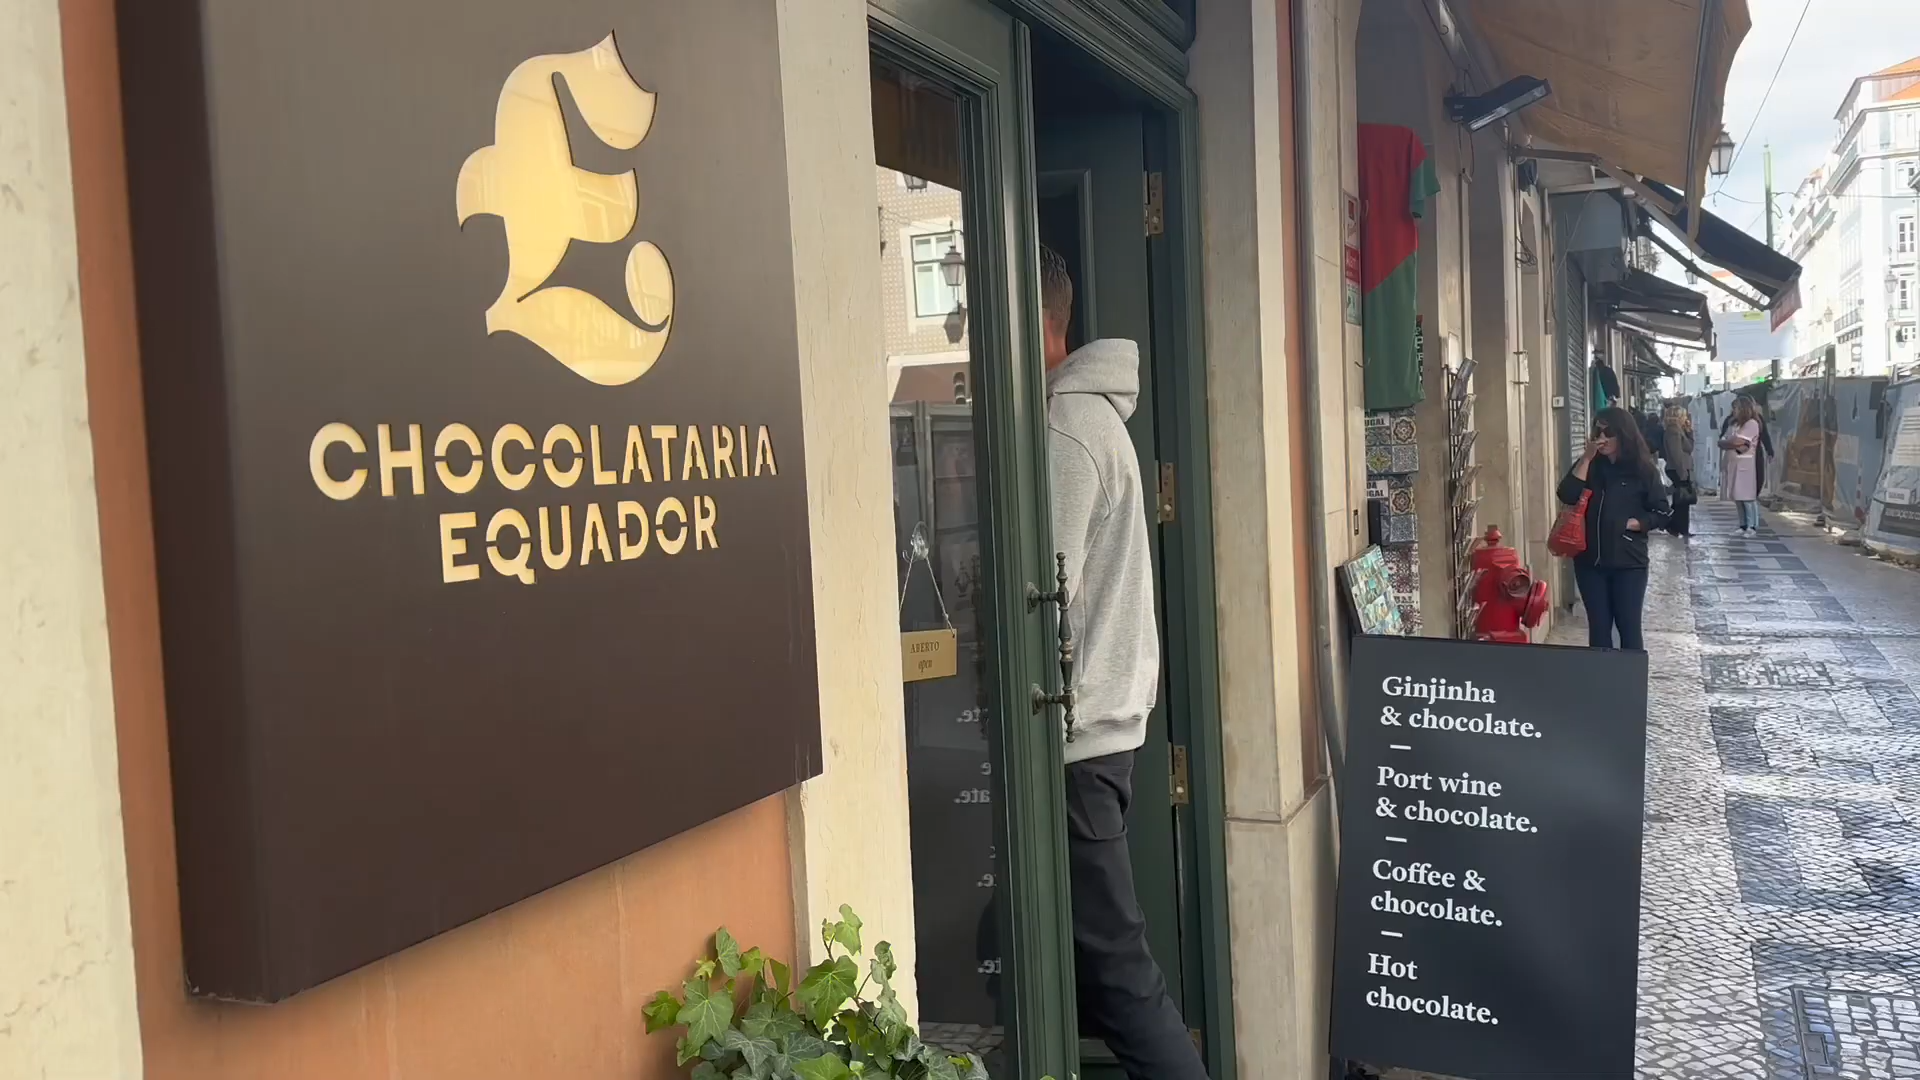 E
CHOCOLATARIA
EQUADOR
ABERTO
open
Ginjinha
& chocolate.
—
Port wine
& chocolate.
—
Coffee &
chocolate.
—
Hot
chocolate.